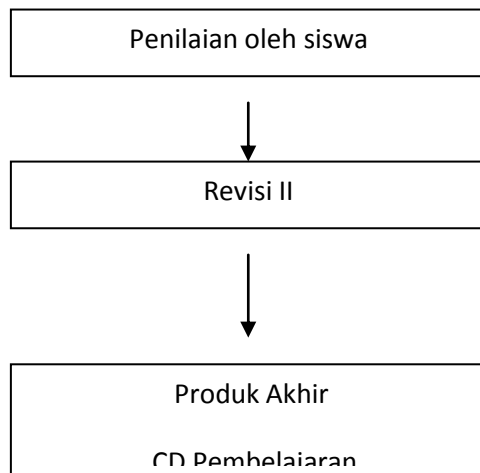 Penilaian oleh siswa
Revisi II
Produk Akhir
CD Pembelajaran